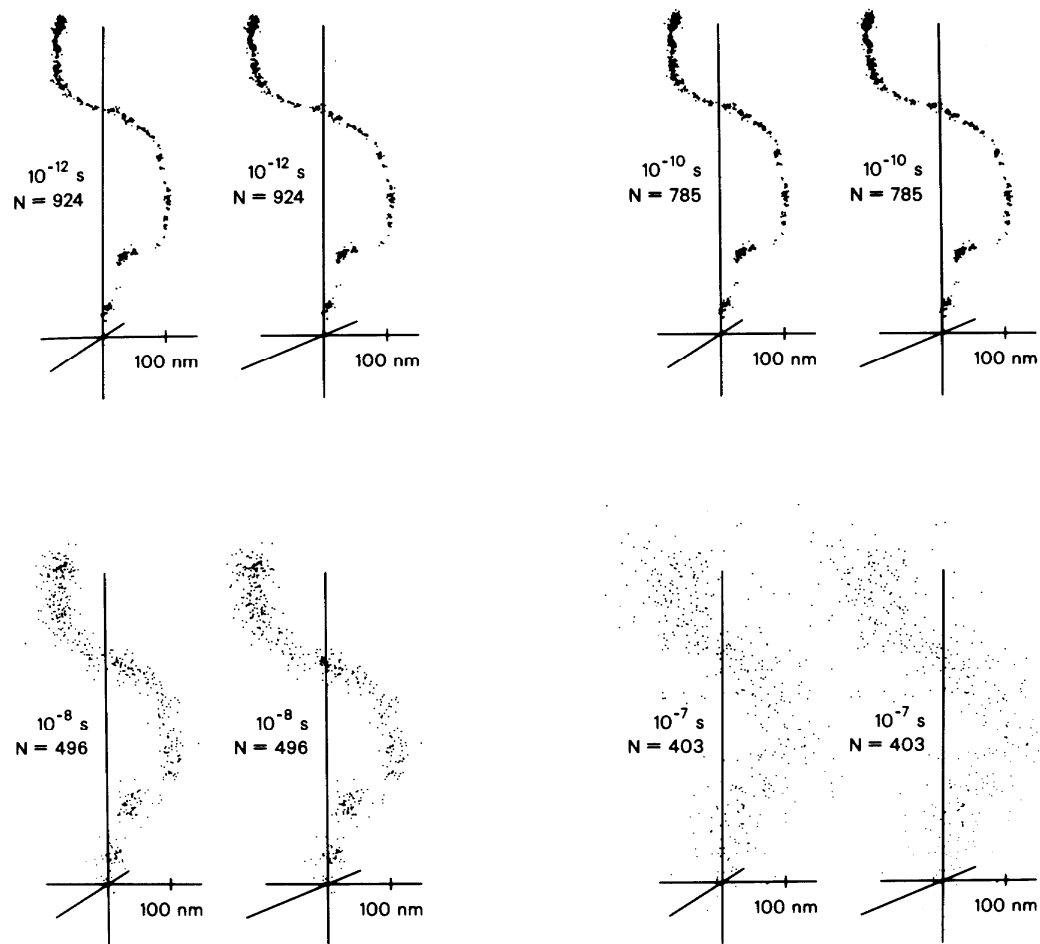 10⁻¹² s
N = 924
100 nm
10⁻¹² s
N = 924
100 nm
10⁻¹⁰ s
N = 785
100 nm
10⁻¹⁰ s
N = 785
100 nm
10⁻⁸ s
N = 496
100 nm
10⁻⁸ s
N = 496
100 nm
10⁻⁷ s
N = 403
100 nm
10⁻⁷ s
N = 403
100 nm